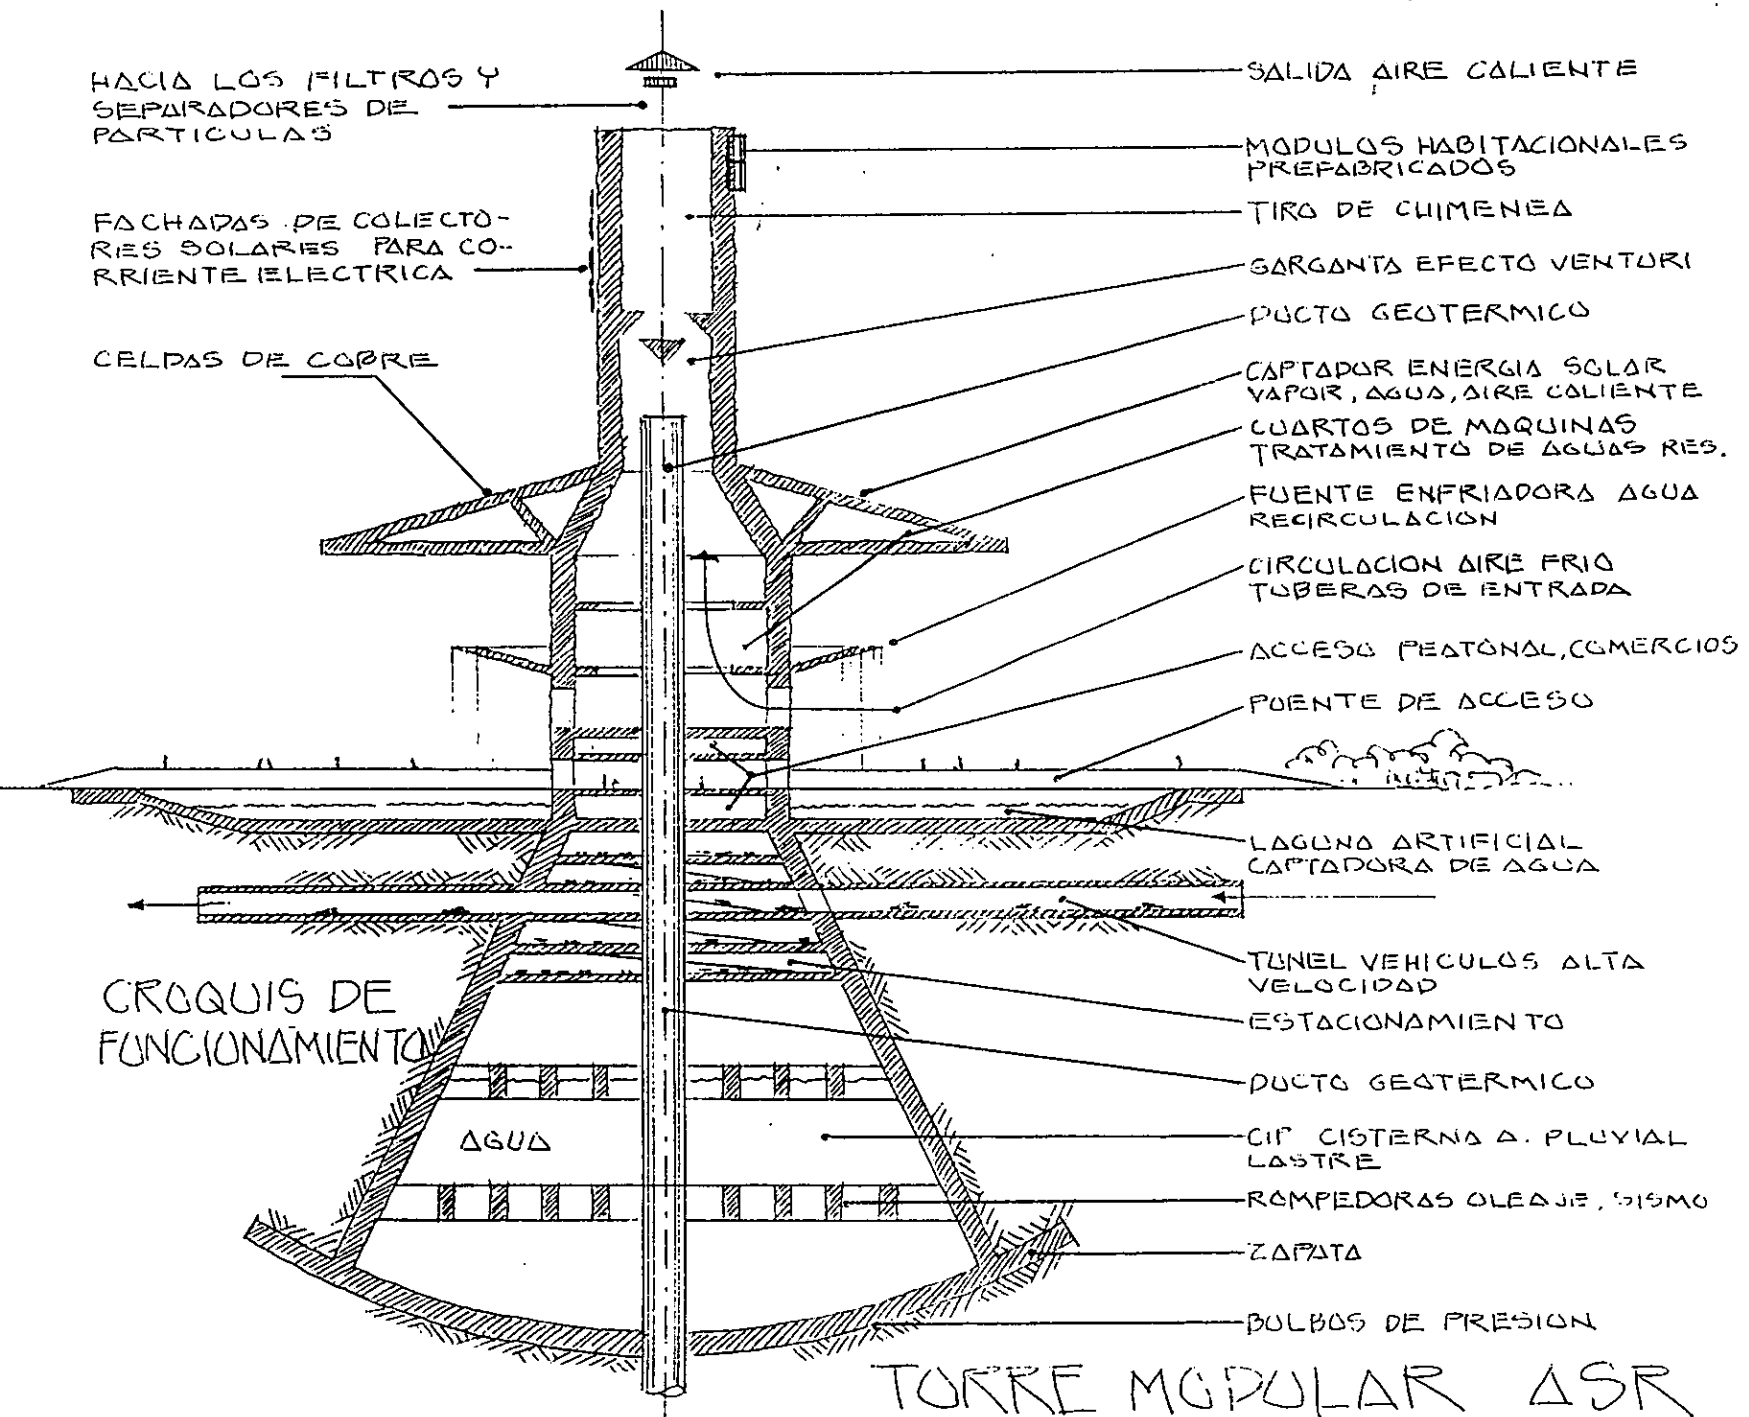 HACIA LOS FILTROS Y
SEPARADORES DE
PARTICULAS
FACHADAS DE COLECTO-
RES SOLARES PARA CO-
RRIENTE ELECTRICA
CELDAS DE COBRE
SALIDA AIRE CALIENTE
MODULOS HABITACIONALES
PREFABRICADOS
TIRO DE CHIMENEA
GARGANTA EFECTO VENTURI
DUCTO GEOTERMICO
CAPTADOR ENERGIA SOLAR
VAPOR, AGUA, AIRE CALIENTE
CUARTOS DE MAQUINAS
TRATAMIENTO DE AGUAS RES.
FUENTE ENFRIADORA AGUA
RECIRCULACION
CIRCULACION AIRE FRIO
TUBERAS DE ENTRADA
ACCESO PEATONAL, COMERCIOS
PUENTE DE ACCESO
LAGUNA ARTIFICIAL
CAPTADORA DE AGUA
TUNEL VEHICULOS ALTA
VELOCIDAD
ESTACIONAMIENTO
DUCTO GEOTERMICO
CIP CISTERNA A. PLUVIAL
LASTRE
ROMPEDORAS OLEAJE, SISMO
ZAPATA
BULBOS DE PRESION
CROQUIS DE
FUNCIONAMIENTO
AGUA
TORRE MODULAR ASR